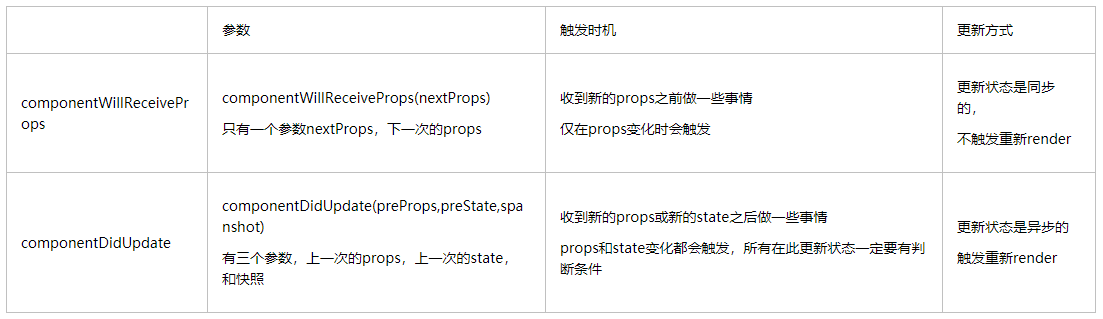 参数
触发时机
更新方式
componentWillReceivePr
ops
componentWillReceiveProps(nextProps)
只有一个参数nextProps，下一次的props
收到新的props之前做一些事情
仅在props变化时会触发
更新状态是同步
的，
不触发重新render
componentDidUpdate
componentDidUpdate(preProps,preState,spa
nshot)
有三个参数，上一次的props，上一次的state，
和快照
收到新的props或新的state之后做一些事情
props和state变化都会触发，所有在此更新状态一定要有判
断条件
更新状态是异步的
触发重新render